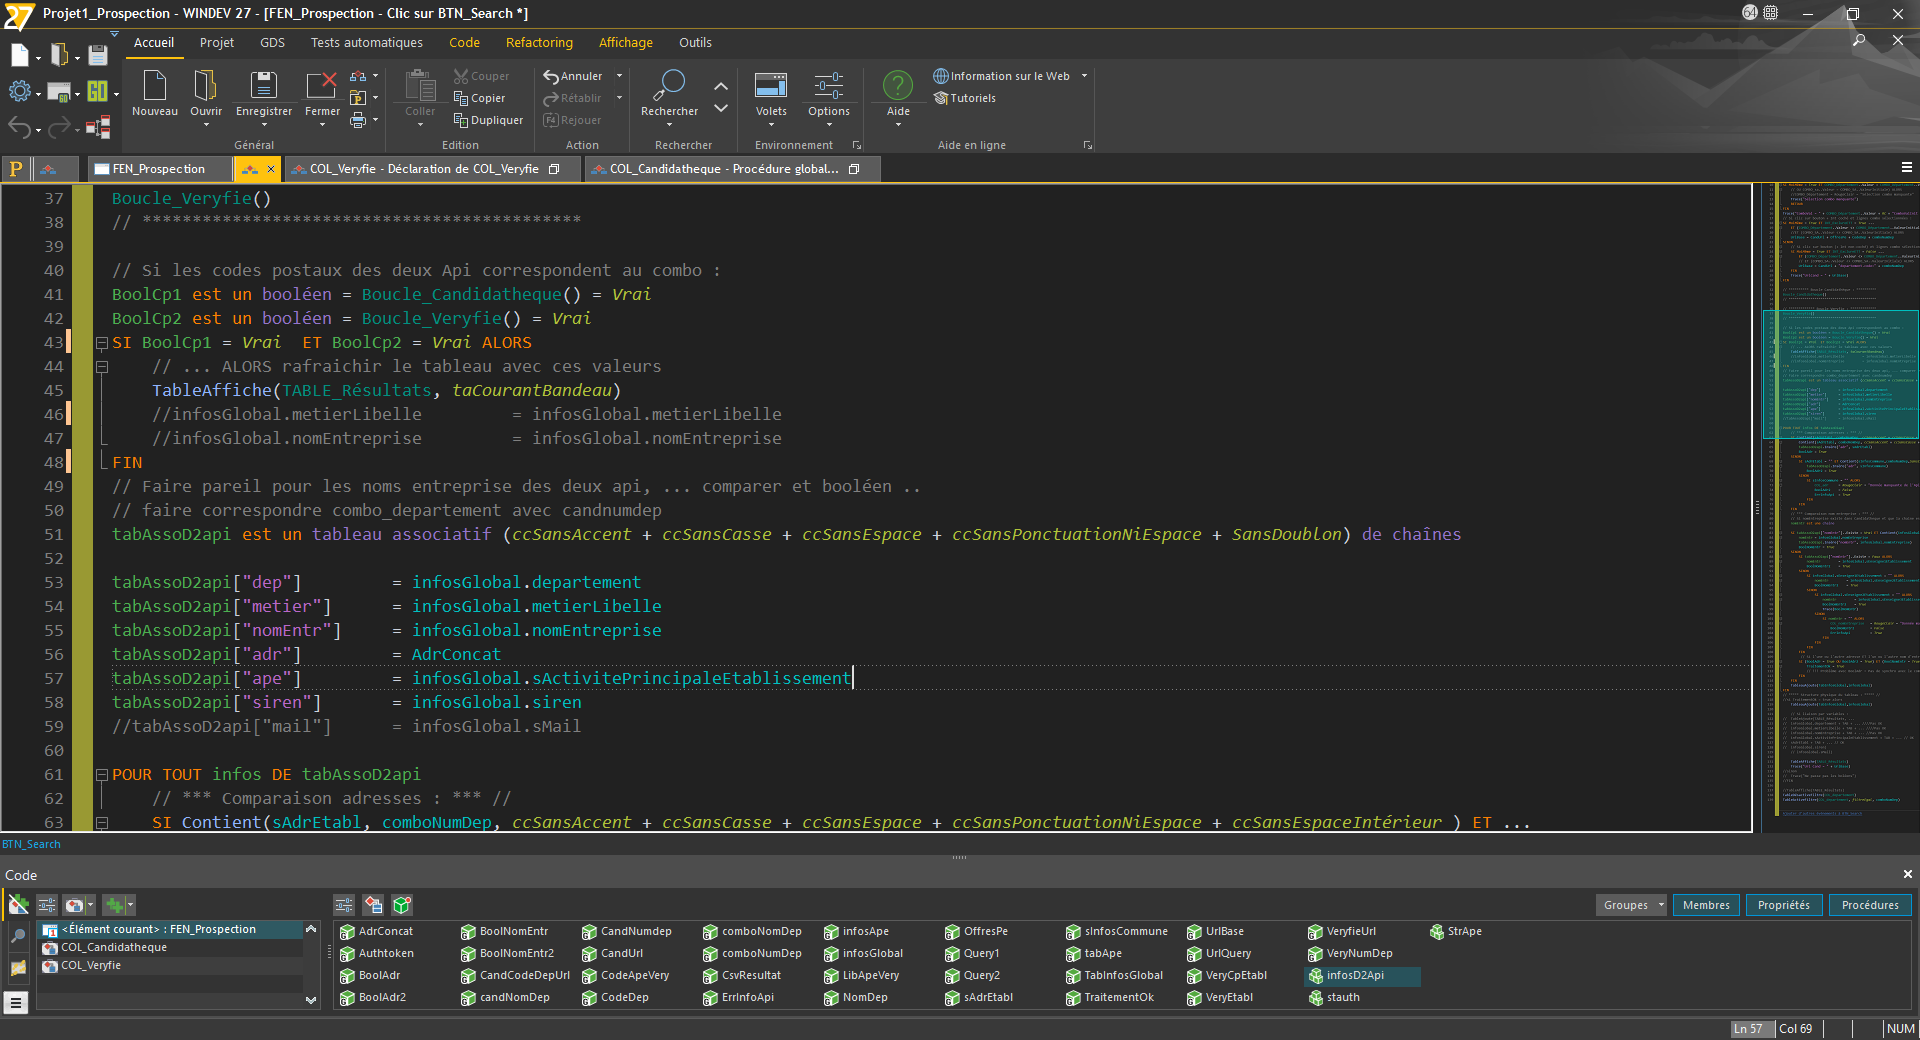 27 Projet1_Prospection - WINDEV 27 - [FEN_Prospection - Clic sur BTN_Search *]
64
Accueil Projet GDS Tests automatiques Code Refactoring Affichage Outils
GO GO
Nouveau Ouvrir Enregistrer Fermer
Coller Couper Copier Dupliquer
Annuler Rétablir F4 Rejouer
Rechercher
Volets Options
Aide Information sur le Web Tutoriels
Général Edition Action Rechercher Environnement Aide en ligne
P FEN_Prospection COL_Veryfie - Déclaration de COL_Veryfie COL_Candidatheque - Procédure global...
37 Boucle_Veryfie()
38 // ********************************************
39
40 // Si les codes postaux des deux Api correspondent au combo :
41 BoolCp1 est un booléen = Boucle_Candidatheque() = Vrai
42 BoolCp2 est un booléen = Boucle_Veryfie() = Vrai
43 SI BoolCp1 = Vrai  ET BoolCp2 = Vrai ALORS
44     // ... ALORS rafraichir le tableau avec ces valeurs
45     TableAffiche(TABLE_Résultats, taCourantBandeau)
46     //infosGlobal.metierLibelle         = infosGlobal.metierLibelle
47     //infosGlobal.nomEntreprise         = infosGlobal.nomEntreprise
48 FIN
49 // Faire pareil pour les noms entreprise des deux api, ... comparer et booléen ..
50 // faire correspondre combo_departement avec candnumdep
51 tabAssoD2api est un tableau associatif (ccSansAccent + ccSansCasse + ccSansEspace + ccSansPonctuationNiEspace + SansDoublon) de chaînes
52
53 tabAssoD2api["dep"]         = infosGlobal.departement
54 tabAssoD2api["metier"]      = infosGlobal.metierLibelle
55 tabAssoD2api["nomEntr"]     = infosGlobal.nomEntreprise
56 tabAssoD2api["adr"]         = AdrConcat
57 tabAssoD2api["ape"]         = infosGlobal.sActivitePrincipaleEtablissement
58 tabAssoD2api["siren"]       = infosGlobal.siren
59 //tabAssoD2api["mail"]      = infosGlobal.sMail
60
61 POUR TOUT infos DE tabAssoD2api
62     // *** Comparaison adresses : *** //
63     SI Contient(sAdrEtabl, comboNumDep, ccSansAccent + ccSansCasse + ccSansEspace + ccSansPonctuationNiEspace + ccSansEspaceIntérieur ) ET ...
BTN_Search
Code
Groupes Membres Propriétés Procédures
<Élément courant> : FEN_Prospection
COL_Candidatheque
COL_Veryfie
AdrConcat BoolNomEntr CandNumdep comboNomDep infosApe OffresPe sInfosCommune UrlBase VeryfieUrl StrApe
Authtoken BoolNomEntr2 CandUrl comboNumDep infosGlobal Query1 tabApe UrlQuery VeryNumDep
BoolAdr CandCodeDepUrl CodeApeVery CsvResultat LibApeVery Query2 TabInfosGlobal VeryCpEtabl infosD2Api
BoolAdr2 candNomDep CodeDep ErrInfoApi NomDep sAdrEtabl TraitementOk VeryEtabl stauth
Ln 57 Col 69 NUM